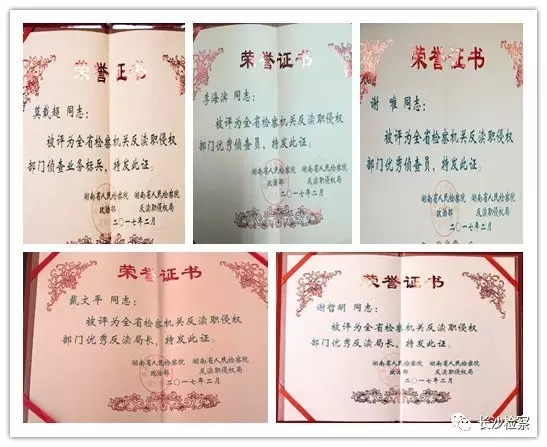 荣誉证书
莫载超 同志:
被评为全省检察机关反渎职侵权
部门侦查业务标兵,特发此证。
湖南省人民检察院 湖南省人民检察院
政治部 反渎职侵权局
二〇一七年二月
荣誉证书
李海滨 同志:
被评为全省检察机关反渎职侵权
部门优秀侦查员,特发此证。
湖南省人民检察院 湖南省人民检察院
政治部 反渎职侵权局
二〇一七年二月
荣誉证书
谢唯 同志:
被评为全省检察机关反渎职侵权
部门优秀侦查员,特发此证。
湖南省人民检察院 湖南省人民检察院
政治部 反渎职侵权局
二〇一七年二月
荣誉证书
戴文平 同志:
被评为全省检察机关反渎职侵权
部门优秀反渎局长,特发此证。
湖南省人民检察院 湖南省人民检察院
政治部 反渎职侵权局
二〇一七年二月
荣誉证书
谢哲明 同志:
被评为全省检察机关反渎职侵权
部门优秀反渎局长,特发此证。
湖南省人民检察院 湖南省人民检察院
政治部 反渎职侵权局
二〇一七年二月
长沙检察